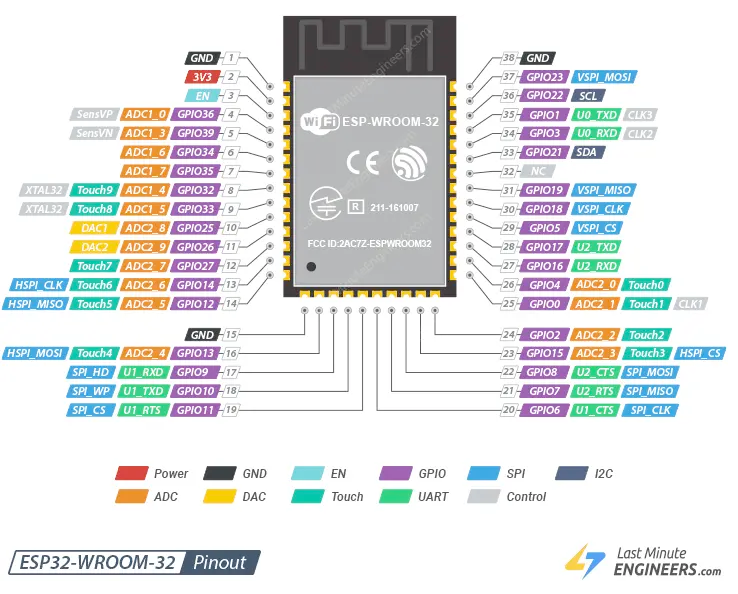 GND 1
3V3 2
EN 3
SensVP ADC1_0 GPIO36 4
SensVN ADC1_3 GPIO39 5
ADC1_6 GPIO34 6
ADC1_7 GPIO35 7
XTAL32 Touch9 ADC1_4 GPIO32 8
XTAL32 Touch8 ADC1_5 GPIO33 9
DAC1 ADC2_8 GPIO25 10
DAC2 ADC2_9 GPIO26 11
Touch7 ADC2_7 GPIO27 12
HSPI_CLK Touch6 ADC2_6 GPIO14 13
HSPI_MISO Touch5 ADC2_5 GPIO12 14
GND 15
HSPI_MOSI Touch4 ADC2_4 GPIO13 16
SPI_HD U1_RXD GPIO9 17
SPI_WP U1_TXD GPIO10 18
SPI_CS U1_RTS GPIO11 19
WiFi ESP-WROOM-32
CE
R 211-161007
FCC ID:2AC7Z-ESPWROOM32
38 GND
37 GPIO23 VSPI_MOSI
36 GPIO22 SCL
35 GPIO1 U0_TXD CLK3
34 GPIO3 U0_RXD CLK2
33 GPIO21 SDA
32 NC
31 GPIO19 VSPI_MISO
30 GPIO18 VSPI_CLK
29 GPIO5 VSPI_CS
28 GPIO17 U2_TXD
27 GPIO16 U2_RXD
26 GPIO4 ADC2_0 Touch0
25 GPIO0 ADC2_1 Touch1 CLK1
24 GPIO2 ADC2_2 Touch2
23 GPIO15 ADC2_3 Touch3 HSPI_CS
22 GPIO8 U2_CTS SPI_MOSI
21 GPIO7 U2_RTS SPI_MISO
20 GPIO6 U1_CTS SPI_CLK
Power GND EN GPIO SPI I2C
ADC DAC Touch UART Control
ESP32-WROOM-32 Pinout
Last Minute
ENGINEERS.com